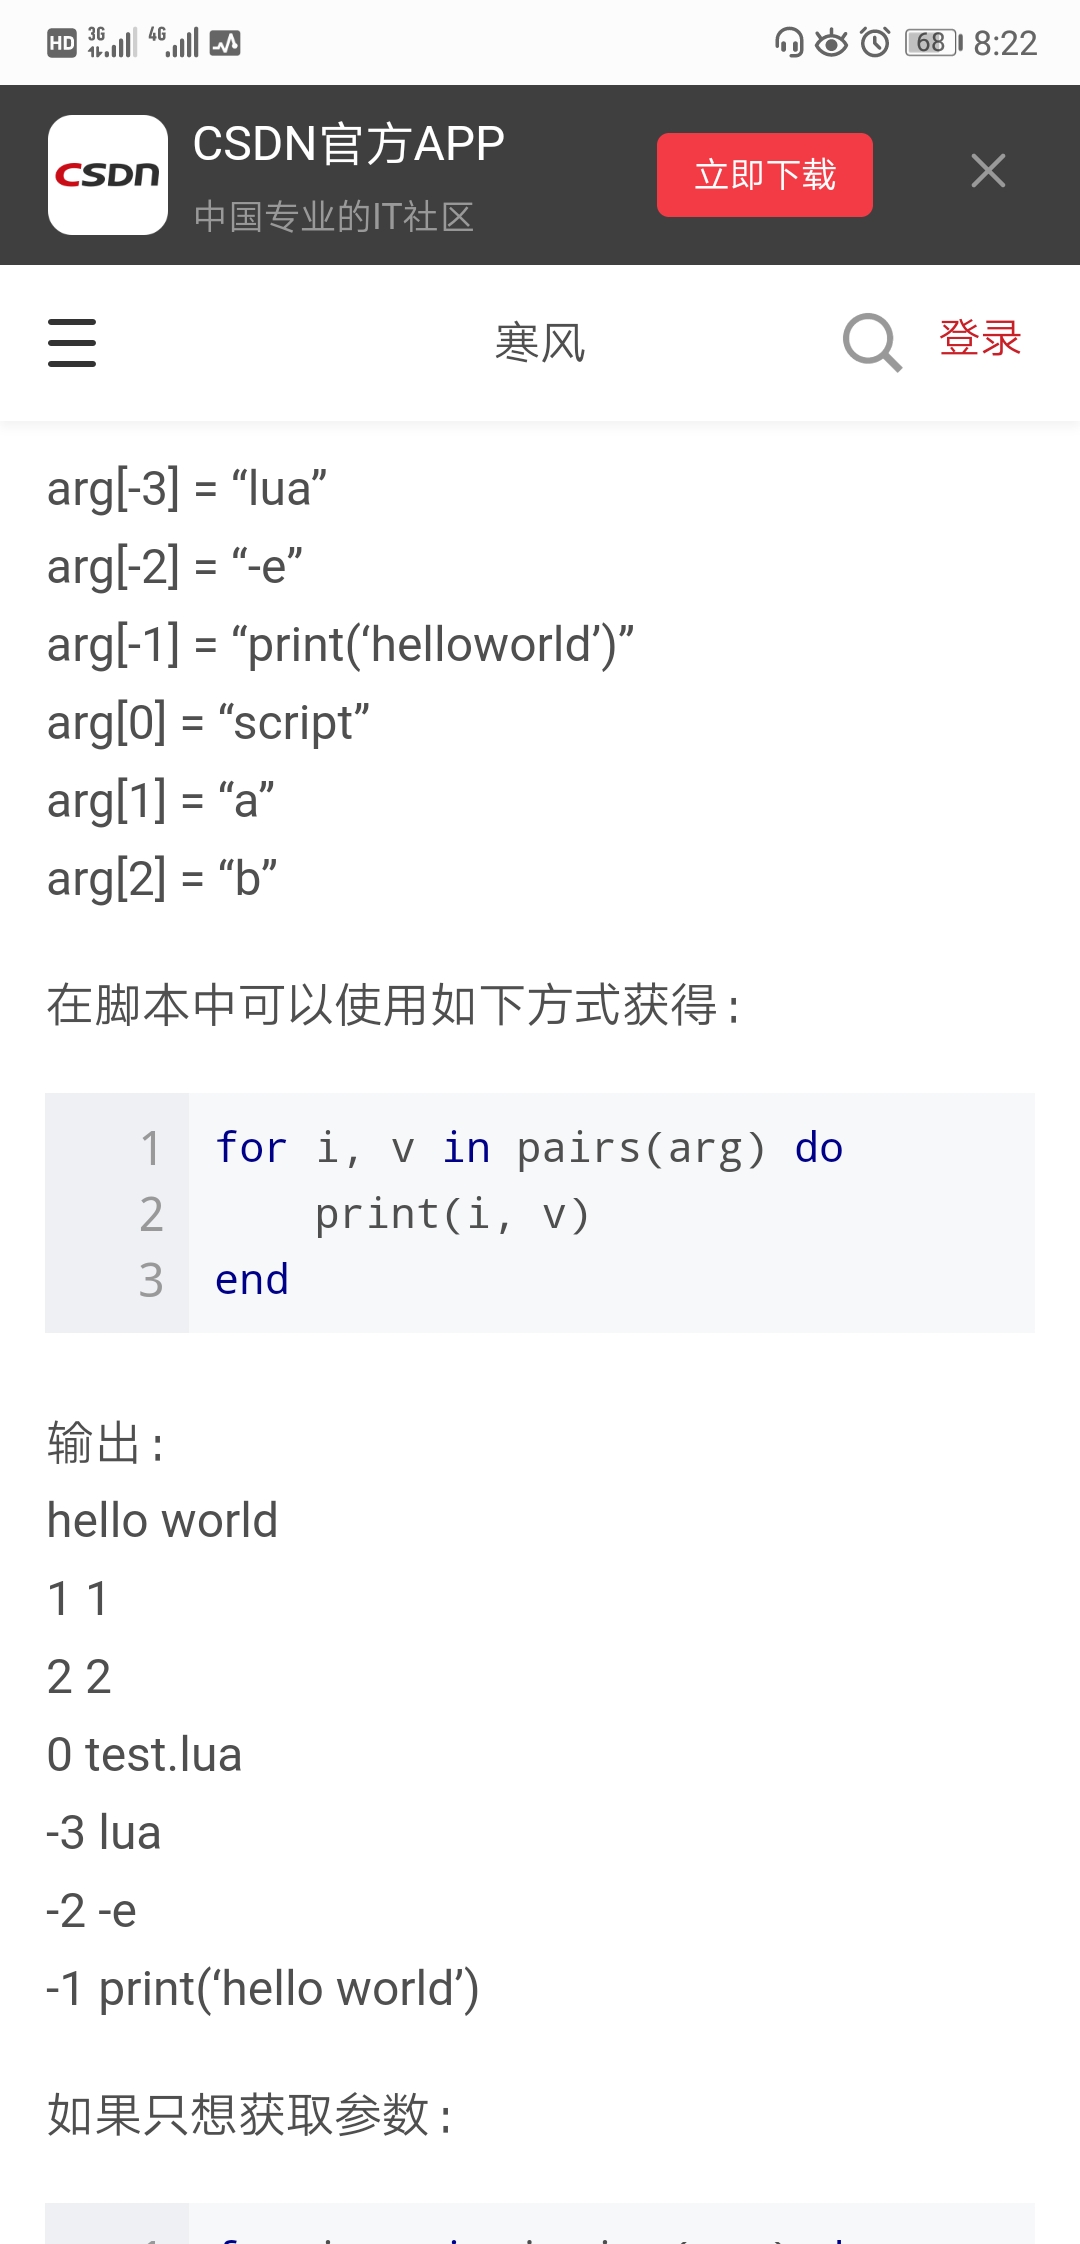 HD 3G 4G 68 8:22
CSDN
CSDN官方APP
中国专业的IT社区
立即下载
寒风
登录
arg[-3] = “lua”
arg[-2] = “-e”
arg[-1] = “print(‘helloworld’)”
arg[0] = “script”
arg[1] = “a”
arg[2] = “b”
在脚本中可以使用如下方式获得：
1 for i, v in pairs(arg) do
2     print(i, v)
3 end
输出：
hello world
1 1
2 2
0 test.lua
-3 lua
-2 -e
-1 print(‘hello world’)
如果只想获取参数：